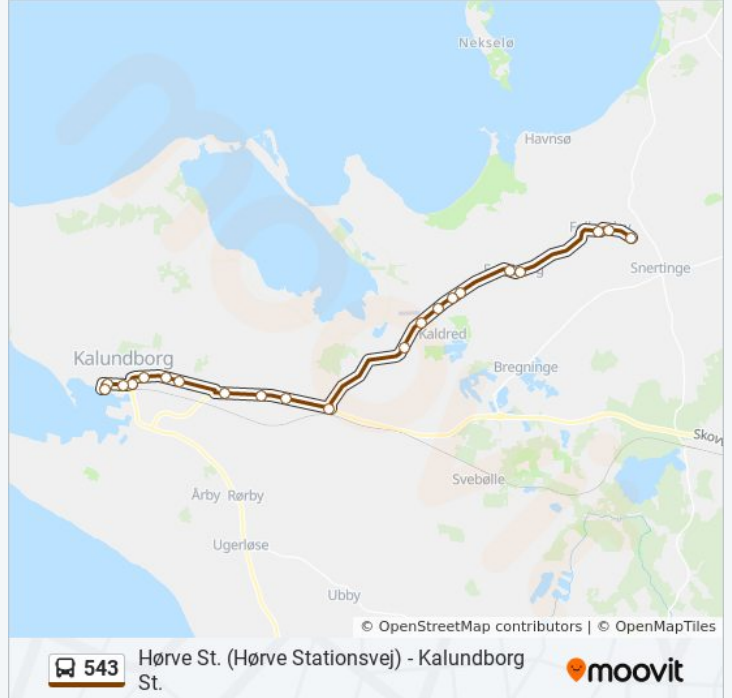 Nekselø
Havnsø
Snertinge
Kaldred
Kalundborg
Bregninge
Skov
Svebølle
Årby Rørby
Ugerløse
Ubby
© OpenStreetMap contributors | © OpenMapTiles
543 Hørve St. (Hørve Stationsvej) - Kalundborg
St.
moovit